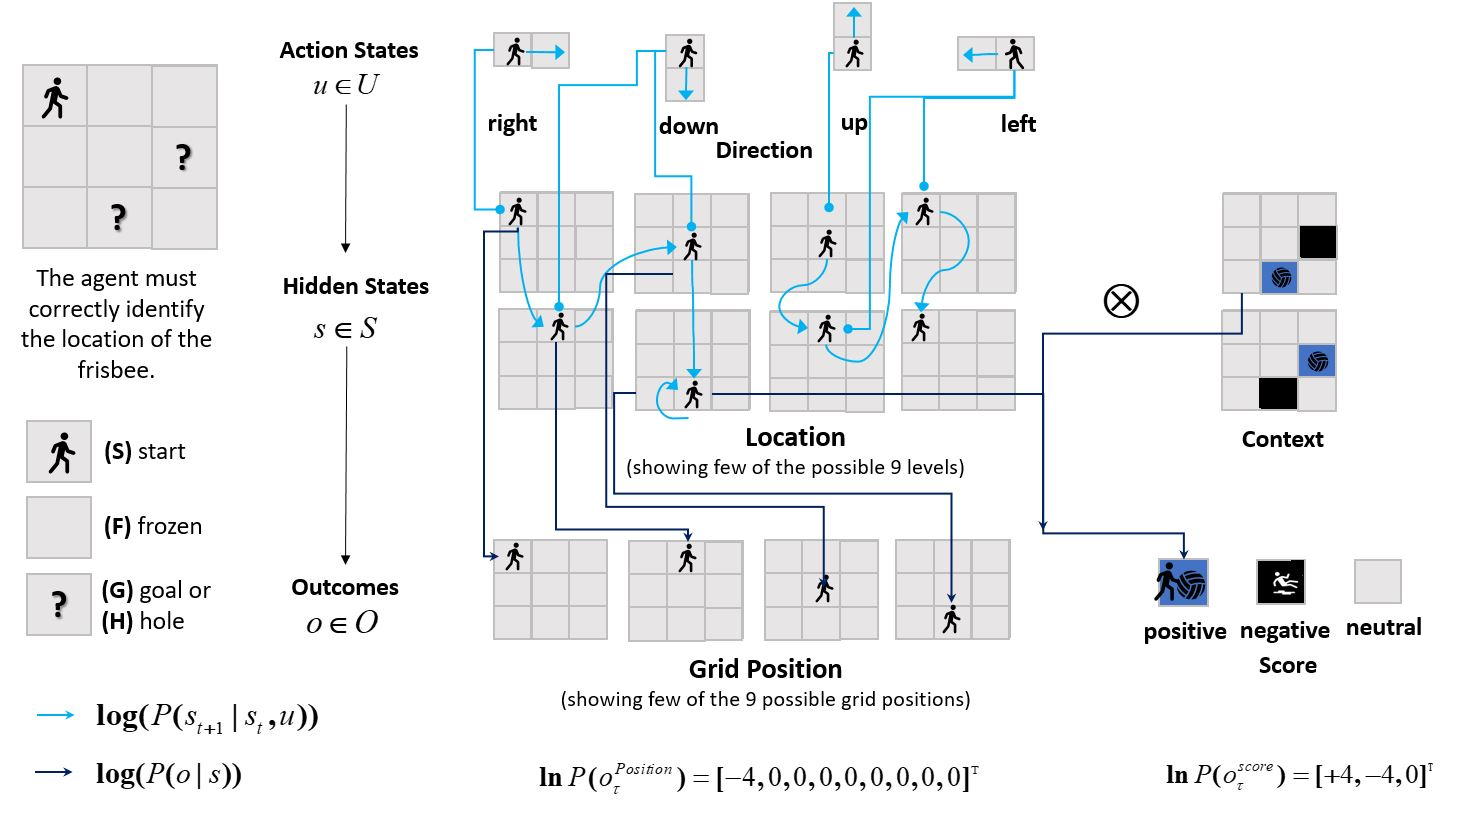 Action States
u ∈ U
right
down
up
left
Direction
?
?
The agent must
correctly identify
the location of the
frisbee.
Hidden States
s ∈ S
⊗
Location
(showing few of the possible 9 levels)
Context
(S) start
(F) frozen
?
(G) goal or
(H) hole
Outcomes
o ∈ O
positive negative neutral
Score
Grid Position
(showing few of the 9 possible grid positions)
log(P(s_{t+1} | s_t, u))
log(P(o | s))
ln P(o_τ^{Position}) = [−4,0,0,0,0,0,0,0,0]^T
ln P(o_τ^{score}) = [+4,−4,0]^T